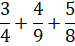 3/4 + 4/9 + 5/8